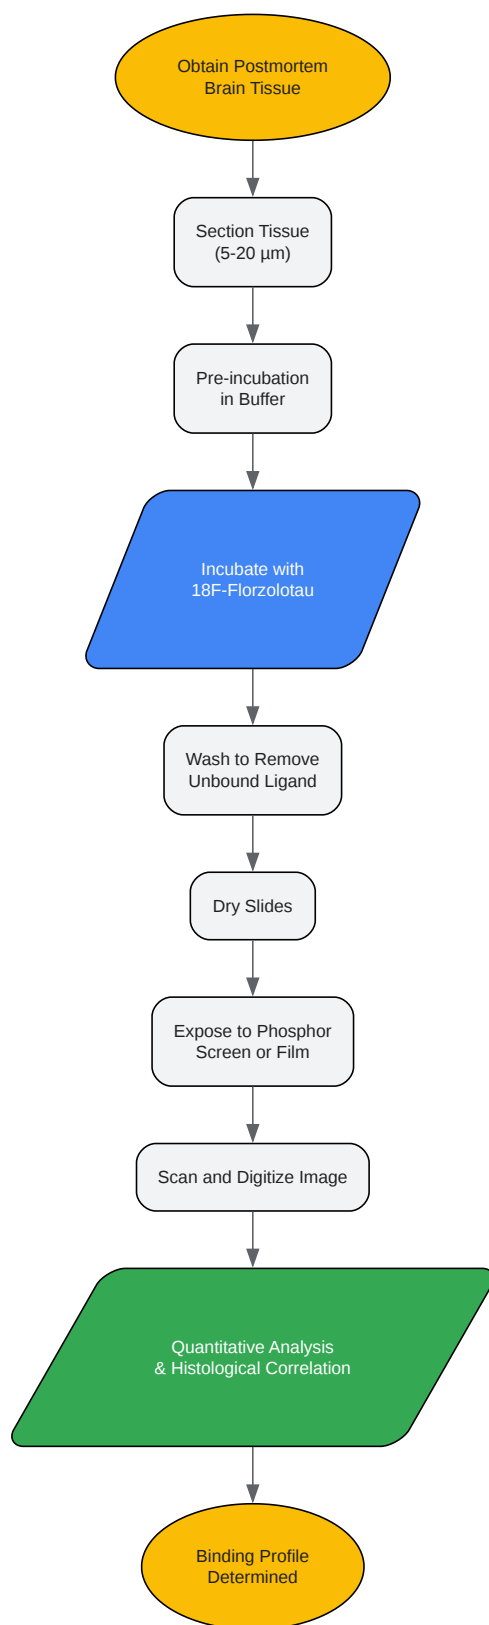 Obtain Postmortem
Brain Tissue
Section Tissue
(5-20 µm)
Pre-incubation
in Buffer
Incubate with
18F-Florzolotau
Wash to Remove
Unbound Ligand
Dry Slides
Expose to Phosphor
Screen or Film
Scan and Digitize Image
Quantitative Analysis
& Histological Correlation
Binding Profile
Determined